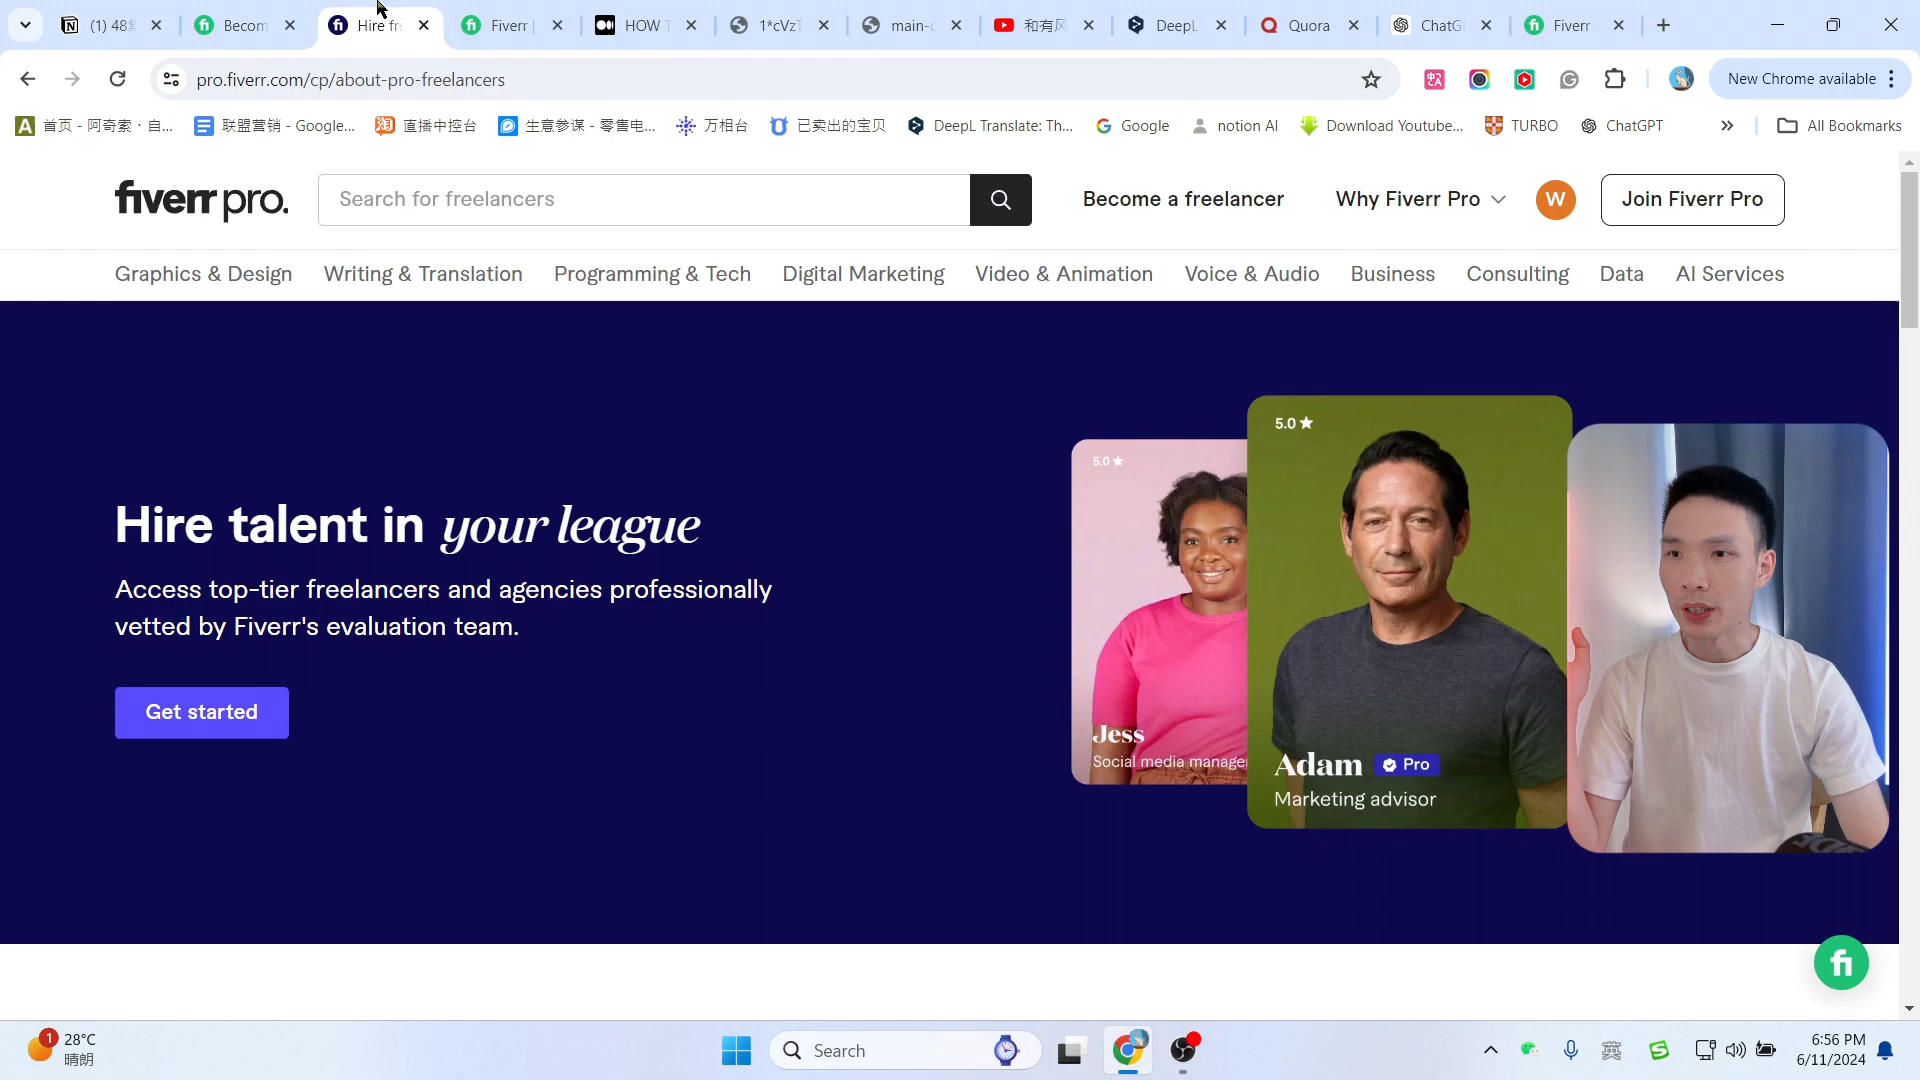 (1) 48
Becom
Hire fr
Fiverr |
HOW T
1*cVzT
main-
和有风
DeepL
Quora
ChatG
Fiverr
pro.fiverr.com/cp/about-pro-freelancers
New Chrome available
首页 - 阿奇索 · 自...
联盟营销 - Google...
直播中控台
生意参谋 - 零售电...
万相台
已卖出的宝贝
DeepL Translate: Th...
Google
notion AI
Download Youtube...
TURBO
ChatGPT
All Bookmarks
fiverr pro.
Search for freelancers
Become a freelancer
Why Fiverr Pro
W
Join Fiverr Pro
Graphics & Design
Writing & Translation
Programming & Tech
Digital Marketing
Video & Animation
Voice & Audio
Business
Consulting
Data
AI Services
Hire talent in your league
Access top-tier freelancers and agencies professionally
vetted by Fiverr's evaluation team.
Get started
5.0
Jess
Social media manager
5.0
Adam
Pro
Marketing advisor
fi
1
28°C
晴朗
Search
英
6:56 PM
6/11/2024